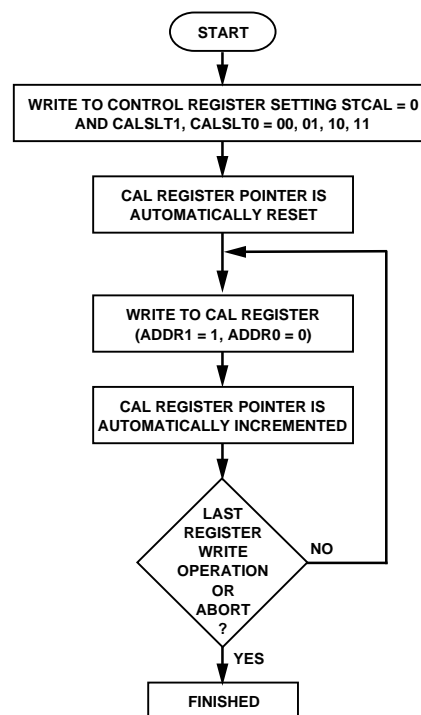 START
WRITE TO CONTROL REGISTER SETTING STCAL = 0
AND CALSLT1, CALSLT0 = 00, 01, 10, 11
CAL REGISTER POINTER IS
AUTOMATICALLY RESET
WRITE TO CAL REGISTER
(ADDR1 = 1, ADDR0 = 0)
CAL REGISTER POINTER IS
AUTOMATICALLY INCREMENTED
LAST
REGISTER
WRITE
OPERATION
OR
ABORT
?
NO
YES
FINISHED